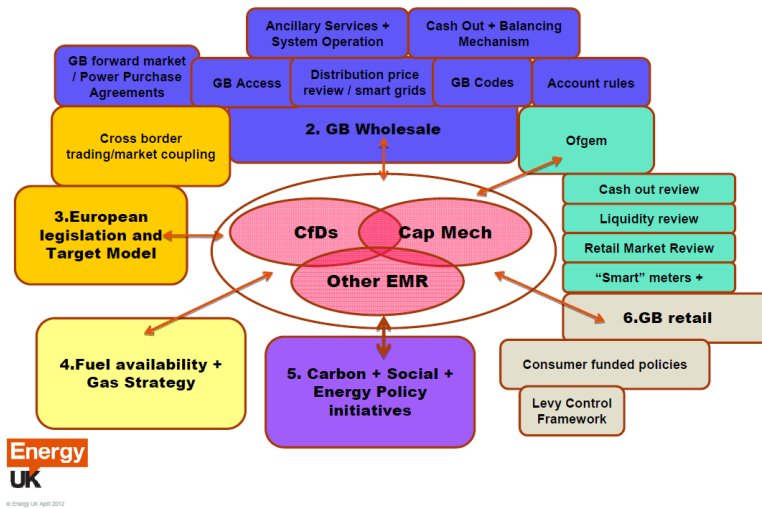 Ancillary Services +
System Operation
Cash Out + Balancing
Mechanism
GB forward market
/ Power Purchase
Agreements
GB Access
Distribution price
review / smart grids
GB Codes
Account rules
Cross border
trading/market coupling
2. GB Wholesale
Ofgem
3.European
legislation and
Target Model
CfDs
Cap Mech
Other EMR
Cash out review
Liquidity review
Retail Market Review
“Smart” meters +
6.GB retail
4.Fuel availability +
Gas Strategy
5. Carbon + Social +
Energy Policy
initiatives
Consumer funded policies
Levy Control
Framework
Energy
UK
© Energy UK April 2012